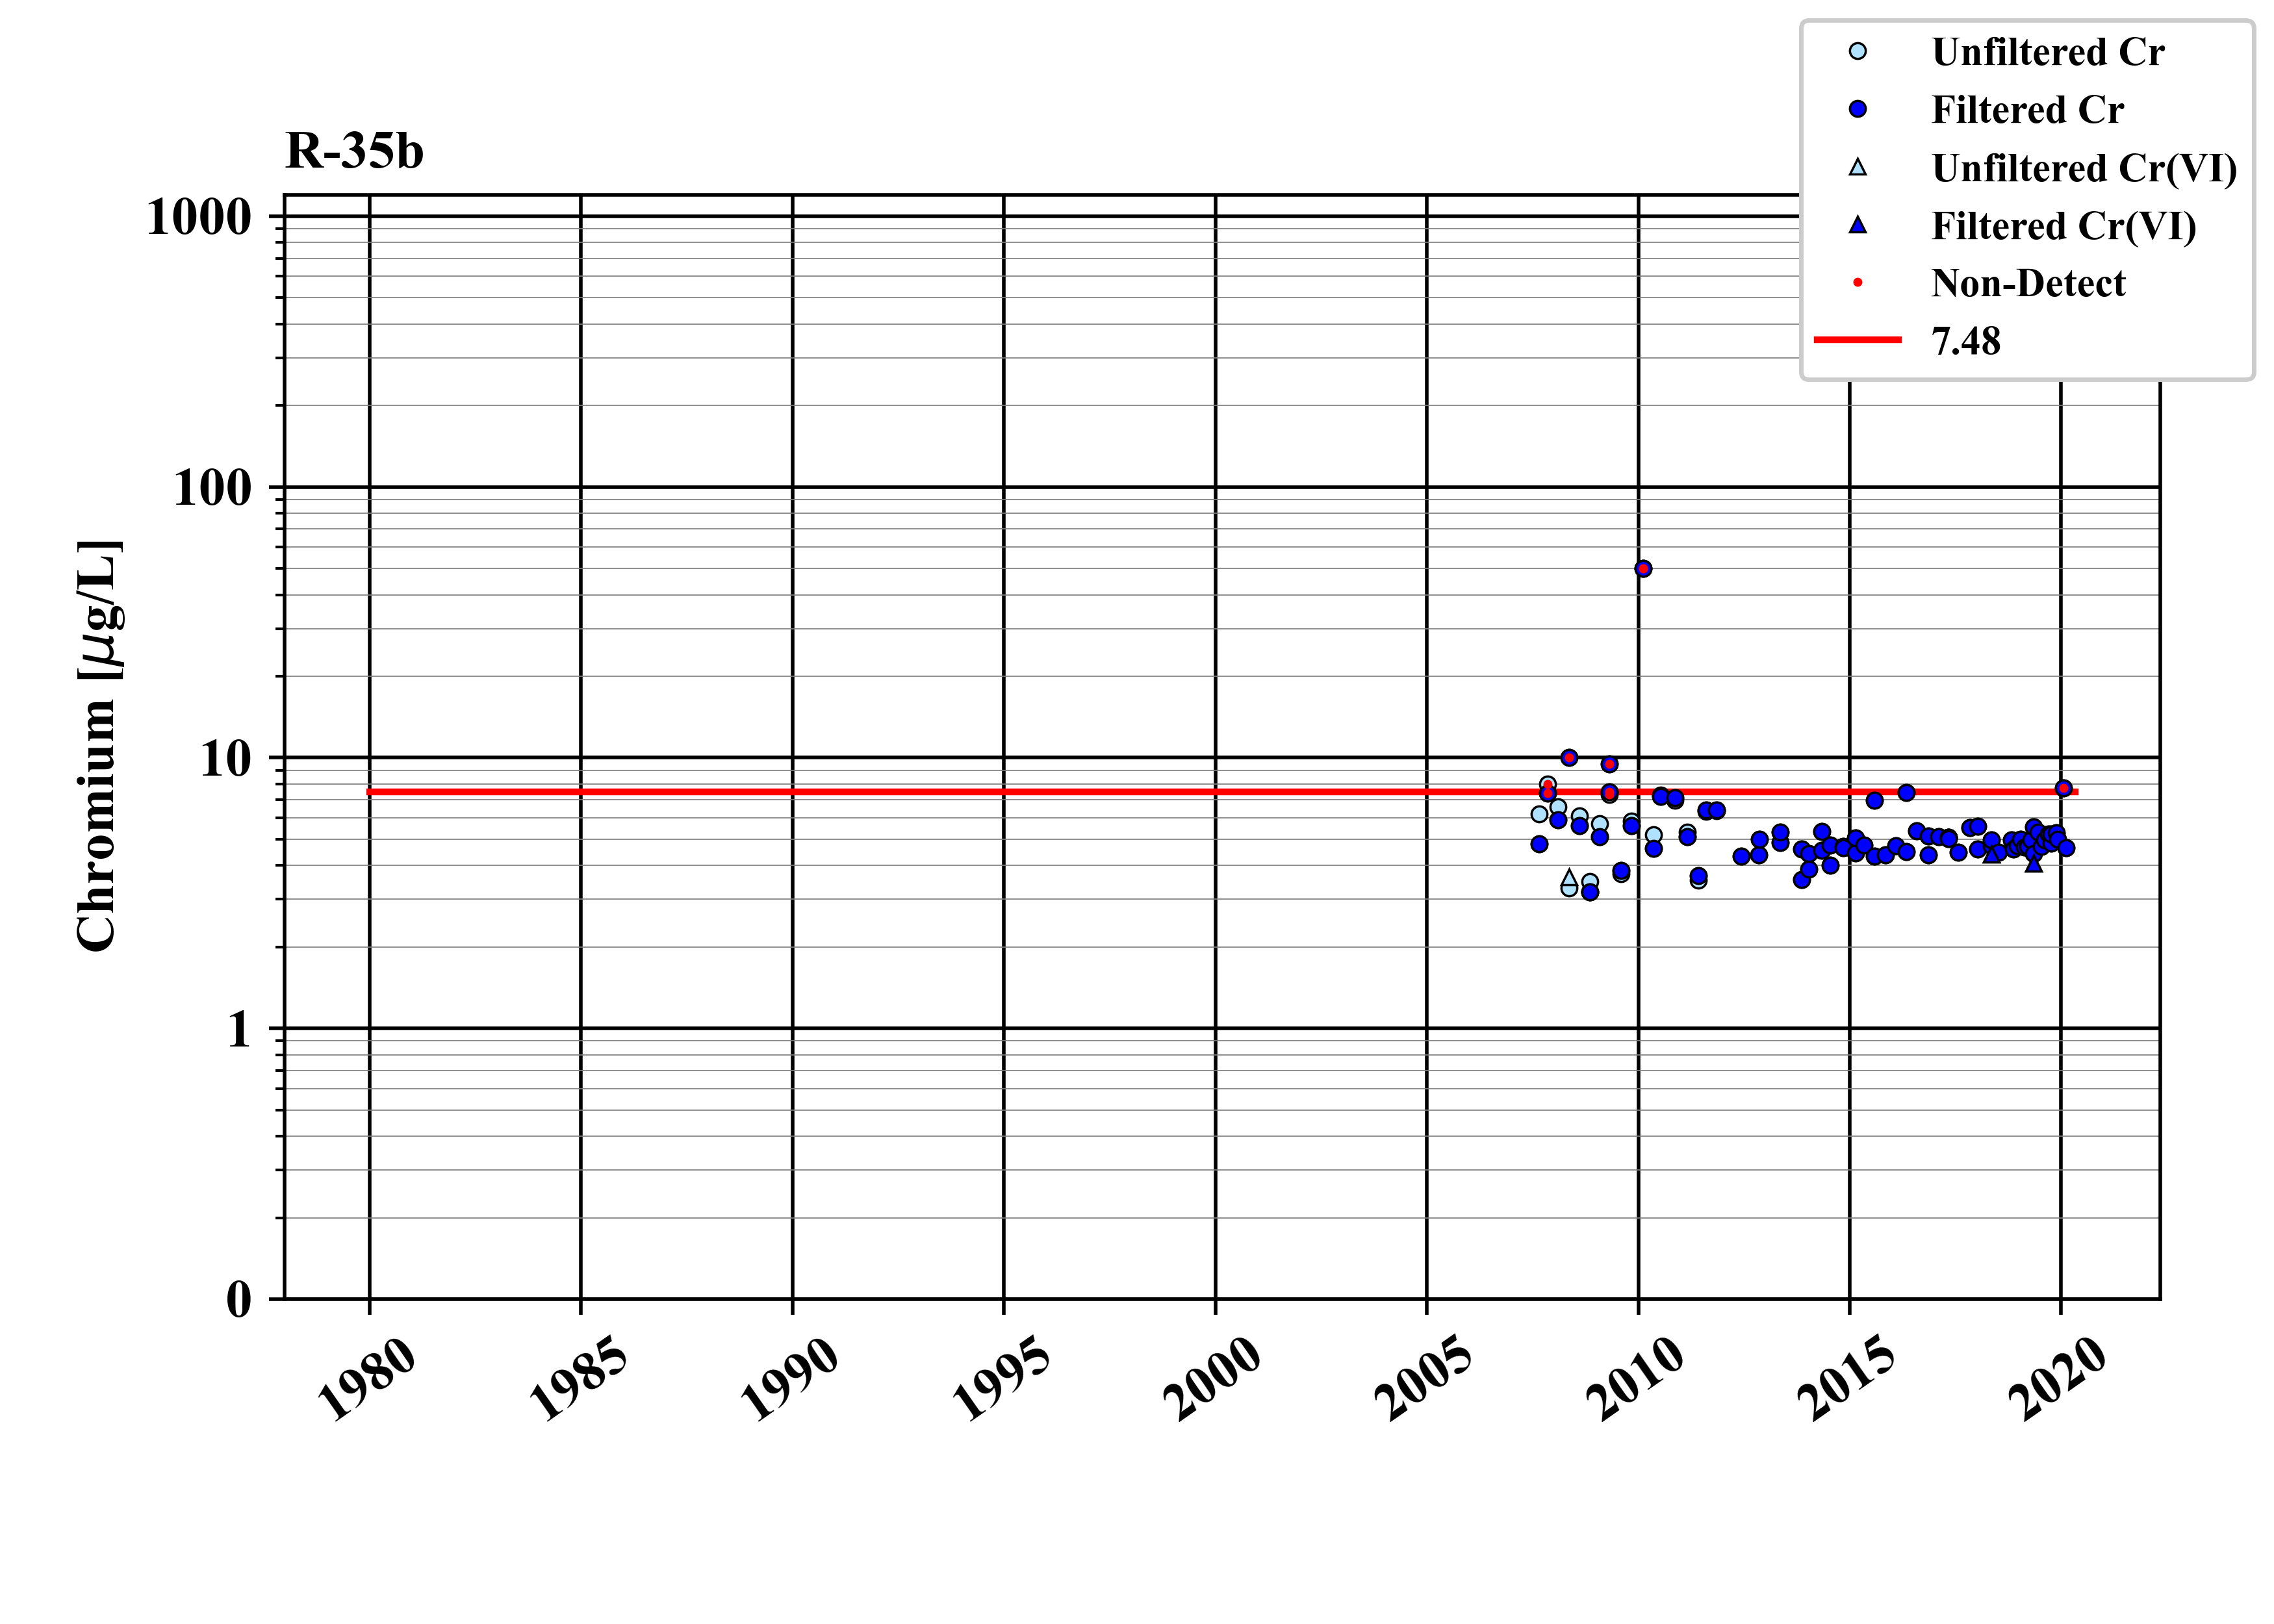 Unfiltered Cr
Filtered Cr
Unfiltered Cr(VI)
Filtered Cr(VI)
Non-Detect
7.48
R-35b
1000
100
10
1
0
Chromium [μg/L]
1980
1985
1990
1995
2000
2005
2010
2015
2020